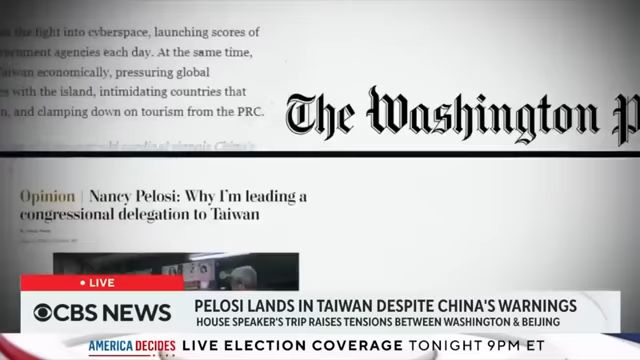 the fight into cyberspace, launching scores of
ernment agencies each day. At the same time,
aiwan economically, pressuring global
s with the island, intimidating countries that
n, and clamping down on tourism from the PRC.
The Washington P
Opinion | Nancy Pelosi: Why I'm leading a
congressional delegation to Taiwan
LIVE
CBS NEWS
PELOSI LANDS IN TAIWAN DESPITE CHINA'S WARNINGS
HOUSE SPEAKER'S TRIP RAISES TENSIONS BETWEEN WASHINGTON & BEIJING
AMERICA DECIDES LIVE ELECTION COVERAGE TONIGHT 9PM ET